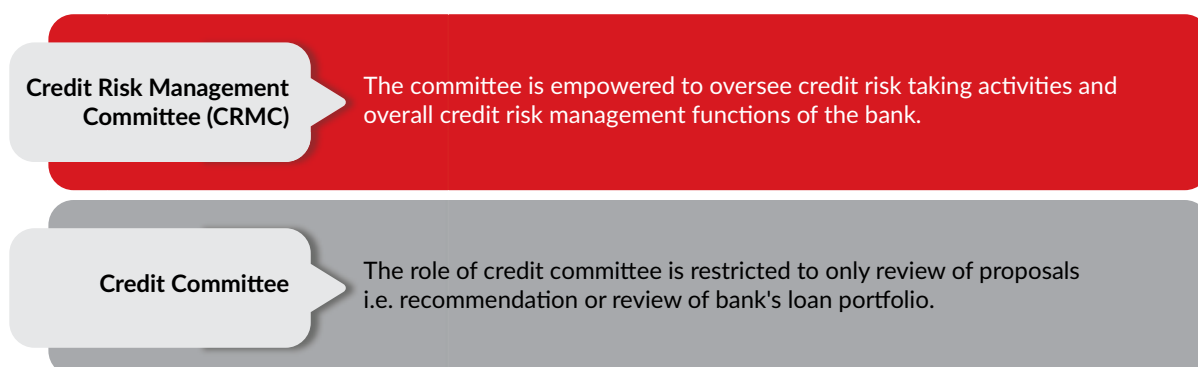 Credit Risk Management
Committee (CRMC)
The committee is empowered to oversee credit risk taking activities and
overall credit risk management functions of the bank.
Credit Committee
The role of credit committee is restricted to only review of proposals
i.e. recommendation or review of bank's loan portfolio.